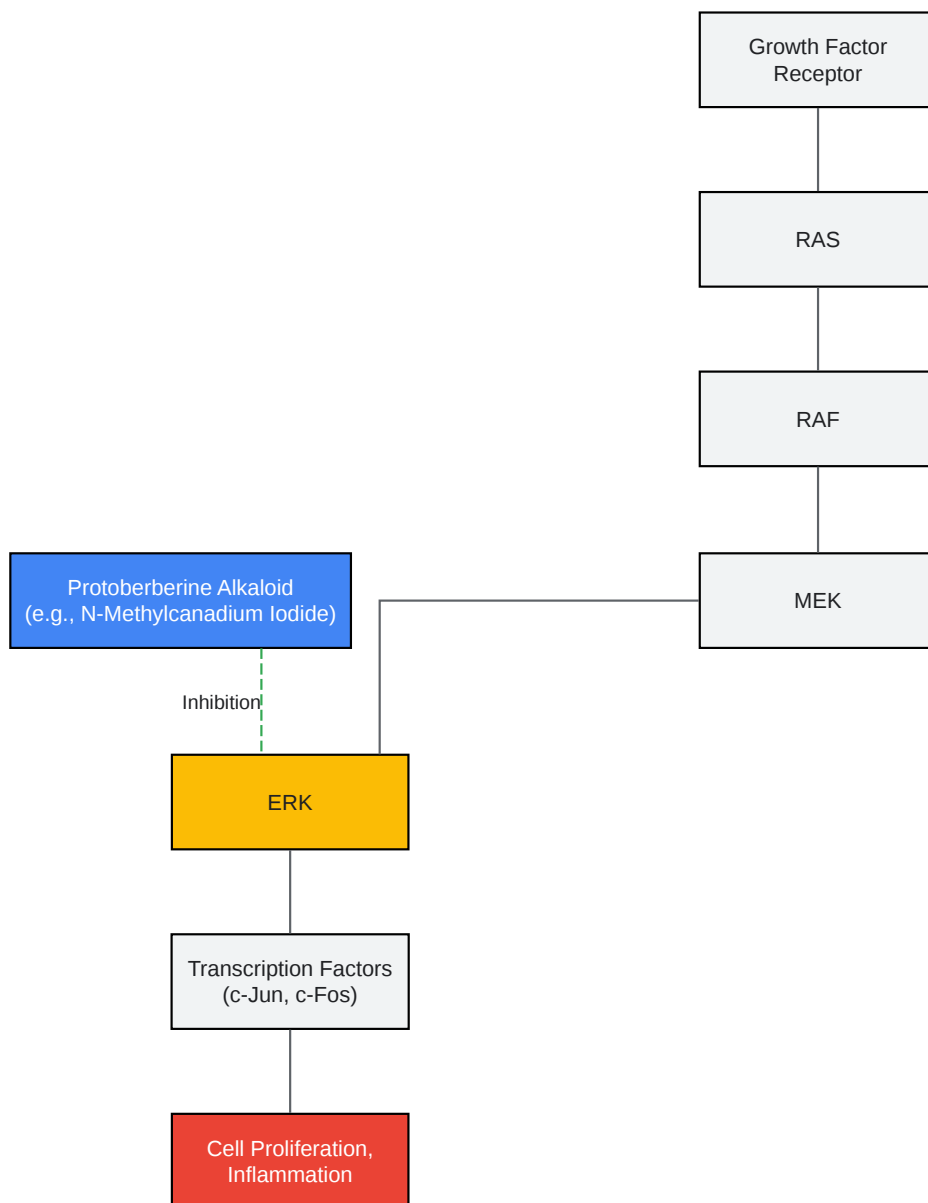 Growth Factor
Receptor
RAS
RAF
Protoberberine Alkaloid
(e.g., N-Methylcanadium Iodide)
MEK
Inhibition
ERK
Transcription Factors
(c-Jun, c-Fos)
Cell Proliferation,
Inflammation